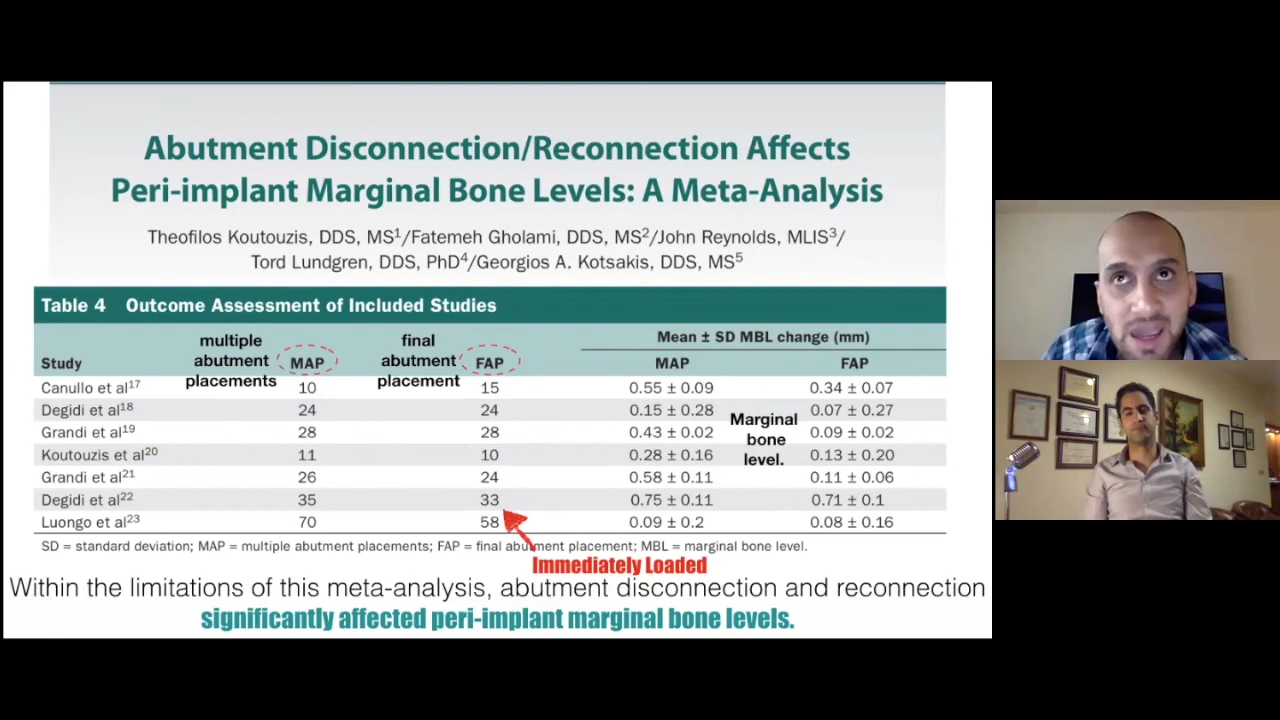 Abutment Disconnection/Reconnection Affects
Peri-implant Marginal Bone Levels: A Meta-Analysis
Theofilos Koutouzis, DDS, MS1/Fatemeh Gholami, DDS, MS2/John Reynolds, MLIS3/
Tord Lundgren, DDS, PhD4/Georgios A. Kotsakis, DDS, MS5
Table 4 Outcome Assessment of Included Studies
multiple abutment placements
final abutment placement
Mean ± SD MBL change (mm)
Study MAP FAP MAP FAP
Canullo et al17 10 15 0.55 ± 0.09 0.34 ± 0.07
Degidi et al18 24 24 0.15 ± 0.28 0.07 ± 0.27
Grandi et al19 28 28 0.43 ± 0.02 0.09 ± 0.02
Koutouzis et al20 11 10 0.28 ± 0.16 0.13 ± 0.20
Grandi et al21 26 24 0.58 ± 0.11 0.11 ± 0.06
Degidi et al22 35 33 0.75 ± 0.11 0.71 ± 0.1
Luongo et al23 70 58 0.09 ± 0.2 0.08 ± 0.16
Marginal
bone
level.
SD = standard deviation; MAP = multiple abutment placements; FAP = final abutment placement; MBL = marginal bone level.
Immediately Loaded
Within the limitations of this meta-analysis, abutment disconnection and reconnection
significantly affected peri-implant marginal bone levels.